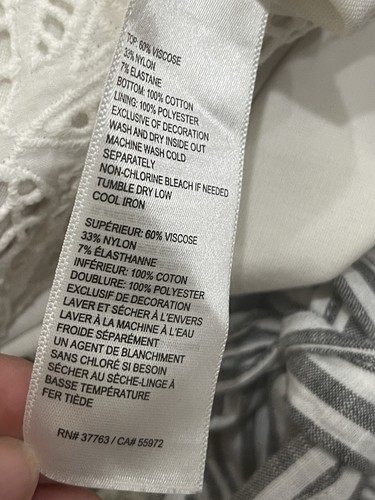 TOP: 60% VISCOSE
33% NYLON
7% ELASTANE
BOTTOM: 100% COTTON
LINING: 100% POLYESTER
EXCLUSIVE OF DECORATION
WASH AND DRY INSIDE OUT
MACHINE WASH COLD
SEPARATELY
NON-CHLORINE BLEACH IF NEEDED
TUMBLE DRY LOW
COOL IRON
SUPÉRIEUR: 60% VISCOSE
33% NYLON
7% ÉLASTHANNE
INFÉRIEUR: 100% COTON
DOUBLURE: 100% POLYESTER
EXCLUSIF DE DECORATION
LAVER ET SÉCHER À L'ENVERS
LAVER À LA MACHINE À L'EAU
FROIDE SÉPARÉMENT
UN AGENT DE BLANCHIMENT
SANS CHLORÉ SI BESOIN
SÉCHER AU SÈCHE-LINGE À
BASSE TEMPÉRATURE
FER TIÈDE
RN# 37763 / CA# 55972